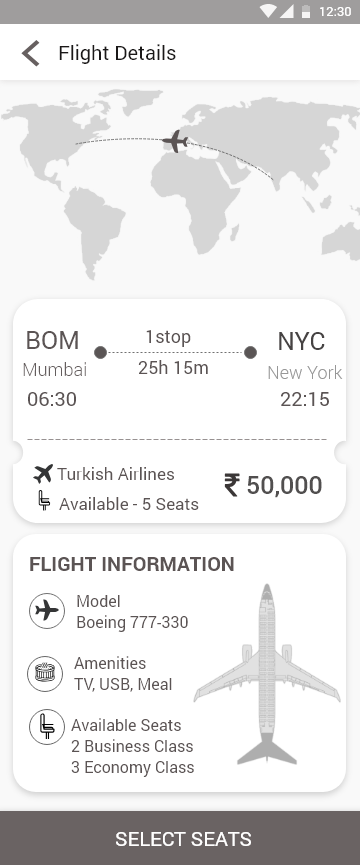 12:30
Flight Details
BOM
1stop
NYC
Mumbai
25h 15m
New York
06:30
22:15
Turkish Airlines
₹ 50,000
Available - 5 Seats
FLIGHT INFORMATION
Model
Boeing 777-330
Amenities
TV, USB, Meal
Available Seats
2 Business Class
3 Economy Class
SELECT SEATS